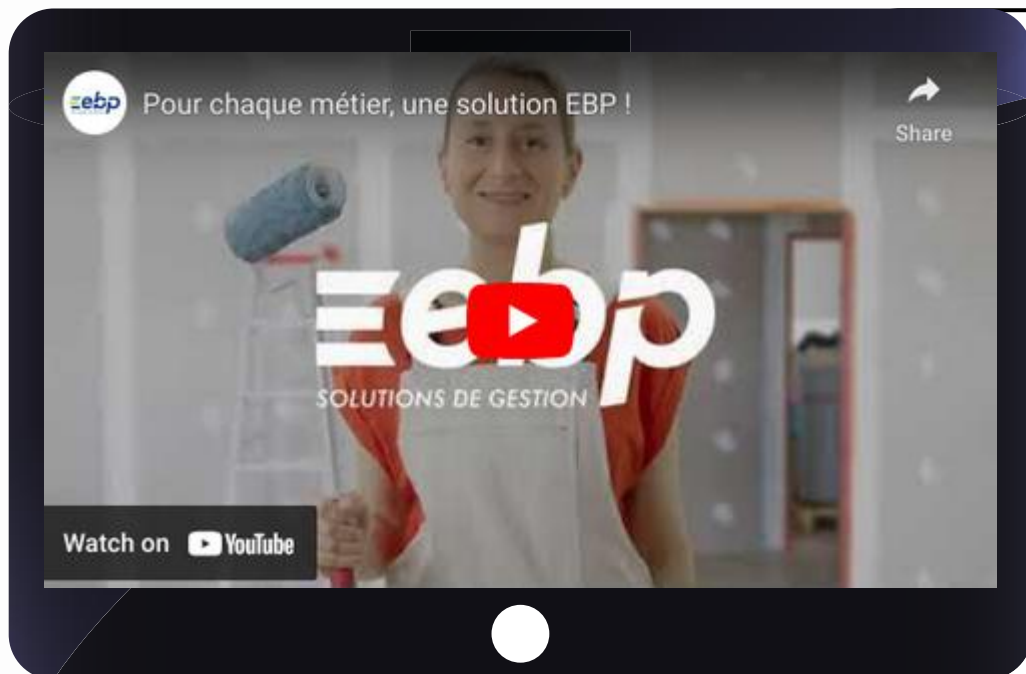 ebp
Pour chaque métier, une solution EBP !
Share
ebp
SOLUTIONS DE GESTION
Watch on YouTube